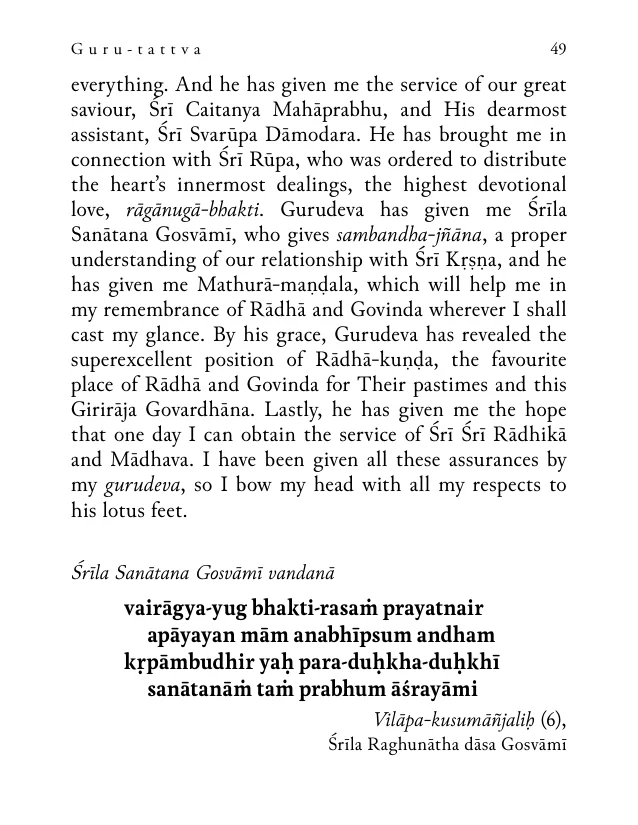 Guru-tattva 49
everything. And he has given me the service of our great
saviour, Śrī Caitanya Mahāprabhu, and His dearmost
assistant, Śrī Svarūpa Dāmodara. He has brought me in
connection with Śrī Rūpa, who was ordered to distribute
the heart’s innermost dealings, the highest devotional
love, rāgānugā-bhakti. Gurudeva has given me Śrīla
Sanātana Gosvāmī, who gives sambandha-jñāna, a proper
understanding of our relationship with Śrī Kṛṣṇa, and he
has given me Mathurā-maṇḍala, which will help me in
my remembrance of Rādhā and Govinda wherever I shall
cast my glance. By his grace, Gurudeva has revealed the
superexcellent position of Rādhā-kuṇḍa, the favourite
place of Rādhā and Govinda for Their pastimes and this
Girirāja Govardhāna. Lastly, he has given me the hope
that one day I can obtain the service of Śrī Śrī Rādhikā
and Mādhava. I have been given all these assurances by
my gurudeva, so I bow my head with all my respects to
his lotus feet.
Śrīla Sanātana Gosvāmī vandanā
vairāgya-yug bhakti-rasaṁ prayatnair
apāyayan mām anabhīpsum andham
kṛpāmbudhir yaḥ para-duḥkha-duḥkhī
sanātanāṁ taṁ prabhum āśrayāmi
Vilāpa-kusumāñjaliḥ (6),
Śrīla Raghunātha dāsa Gosvāmī